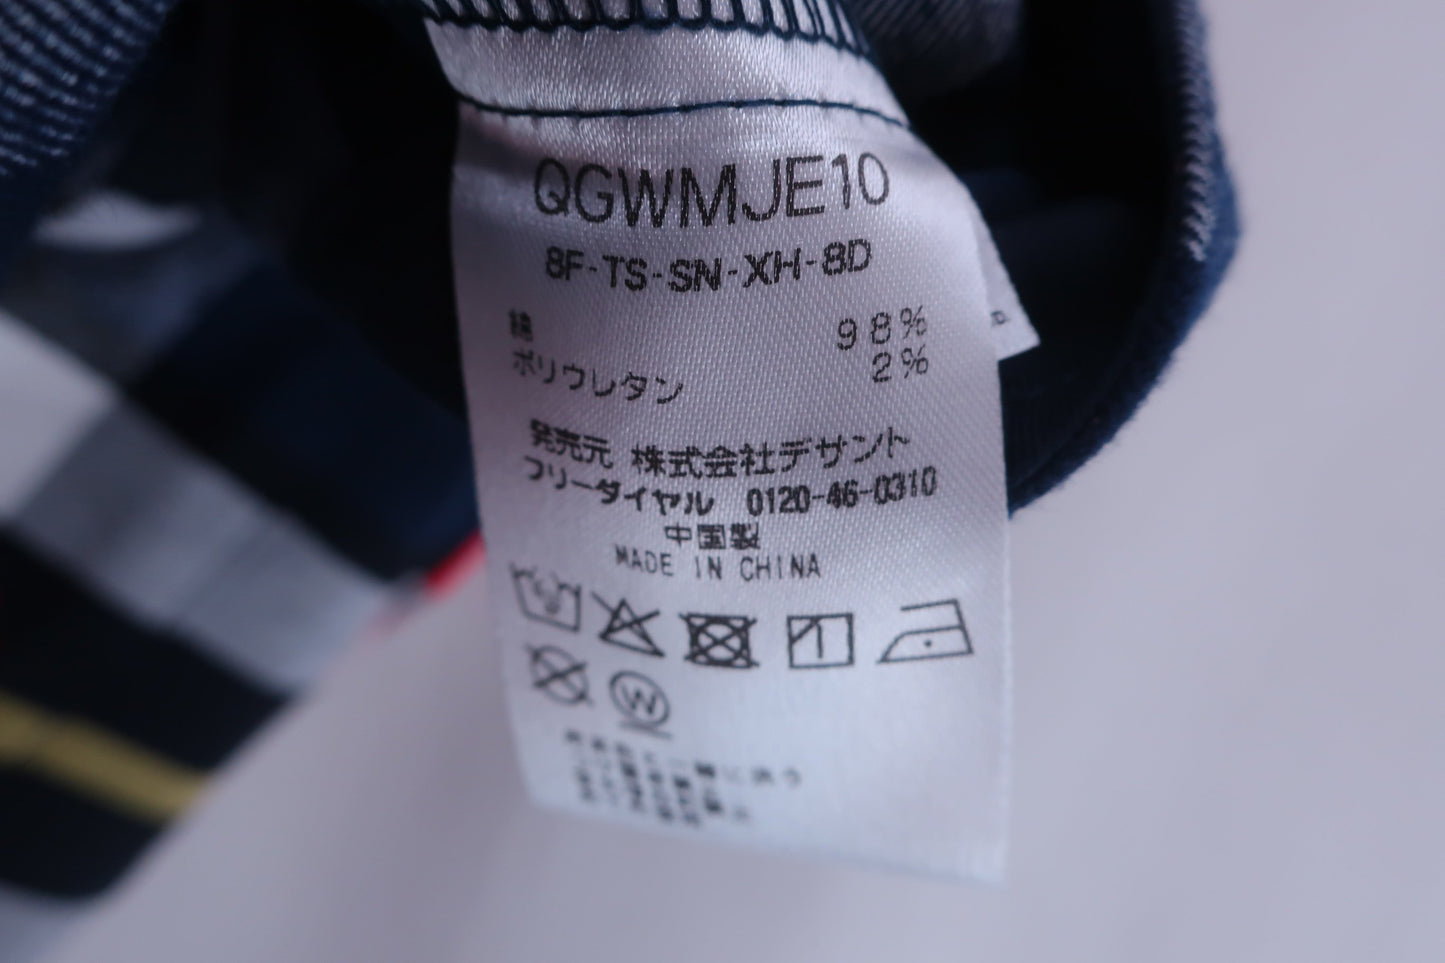 QGWMJE10
8F-TS-SN-XH-8D
綿 98%
ポリウレタン 2%
発売元 株式会社デサント
フリーダイヤル 0120-46-0310
中国製
MADE IN CHINA
W